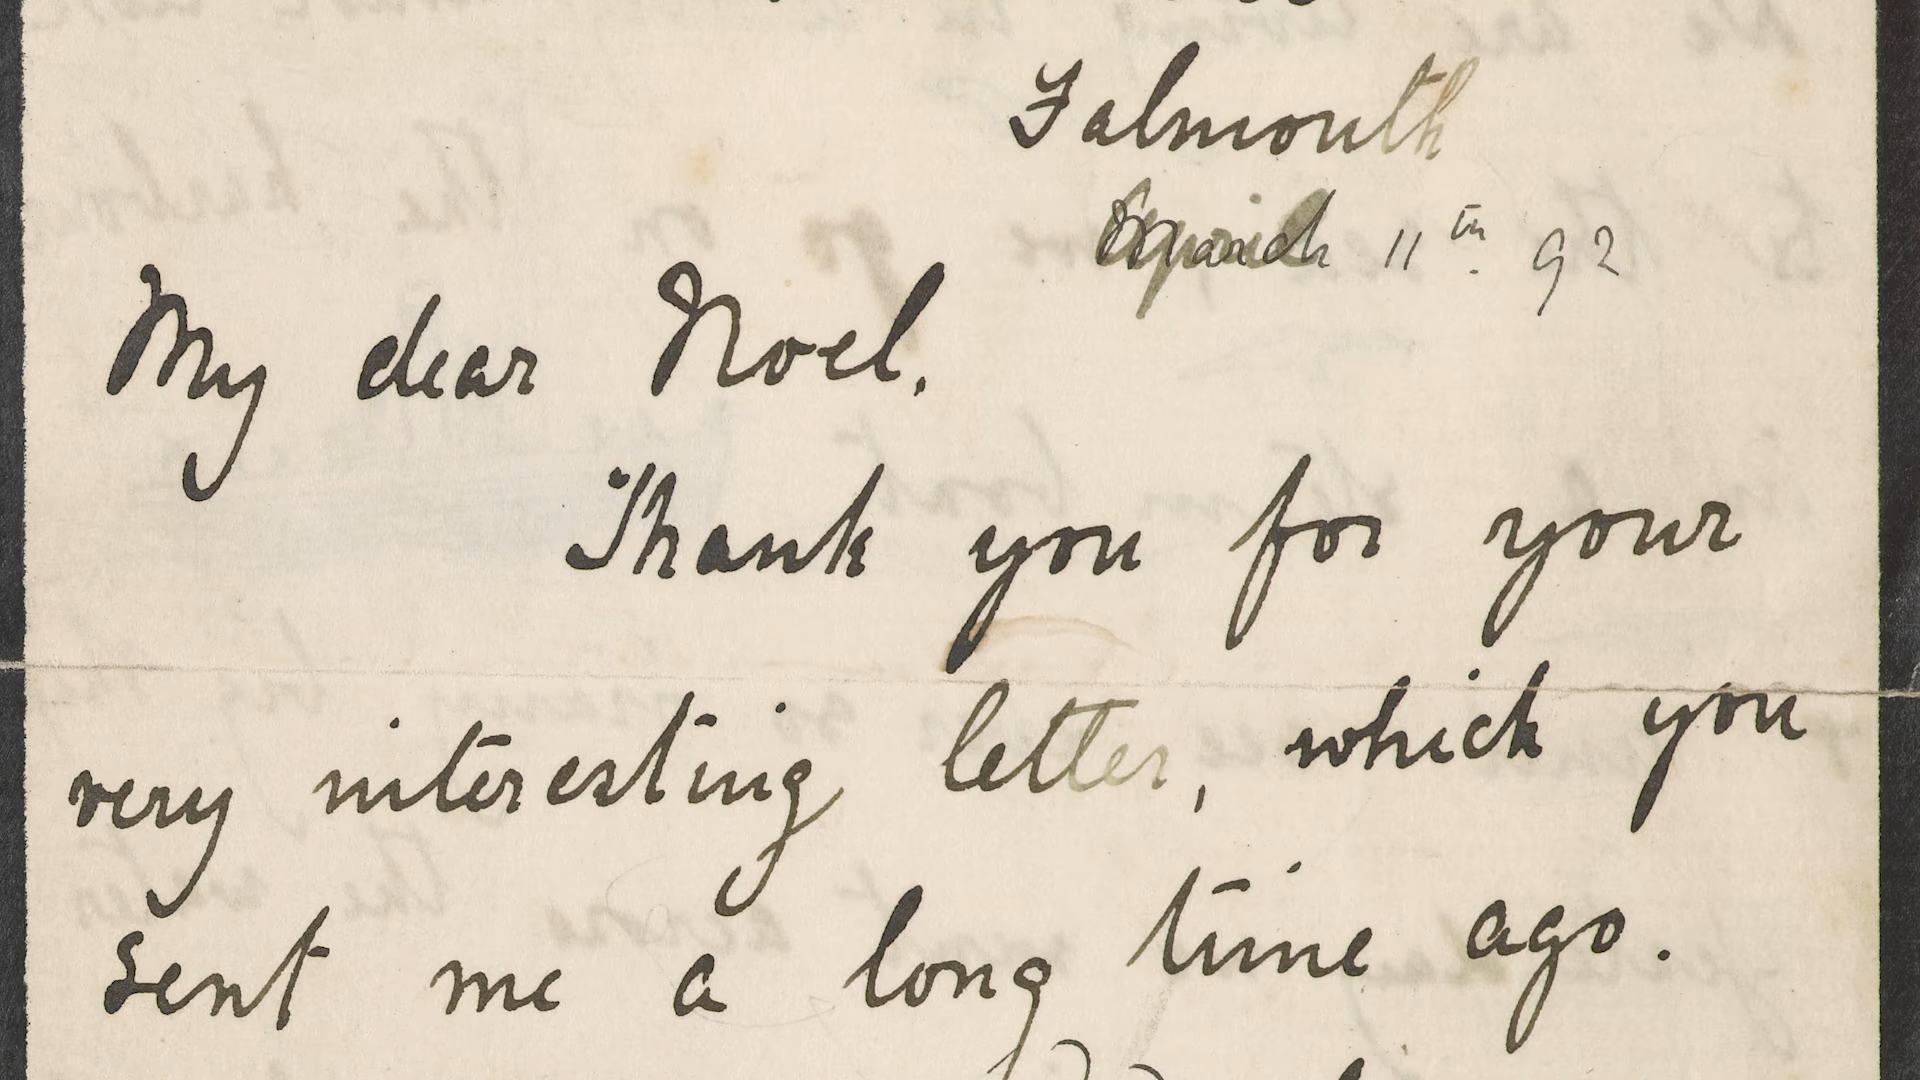 Falmouth
March 11th. 92
My dear Noel.
Thank you for your
very interesting letter, which you
sent me a long time ago.